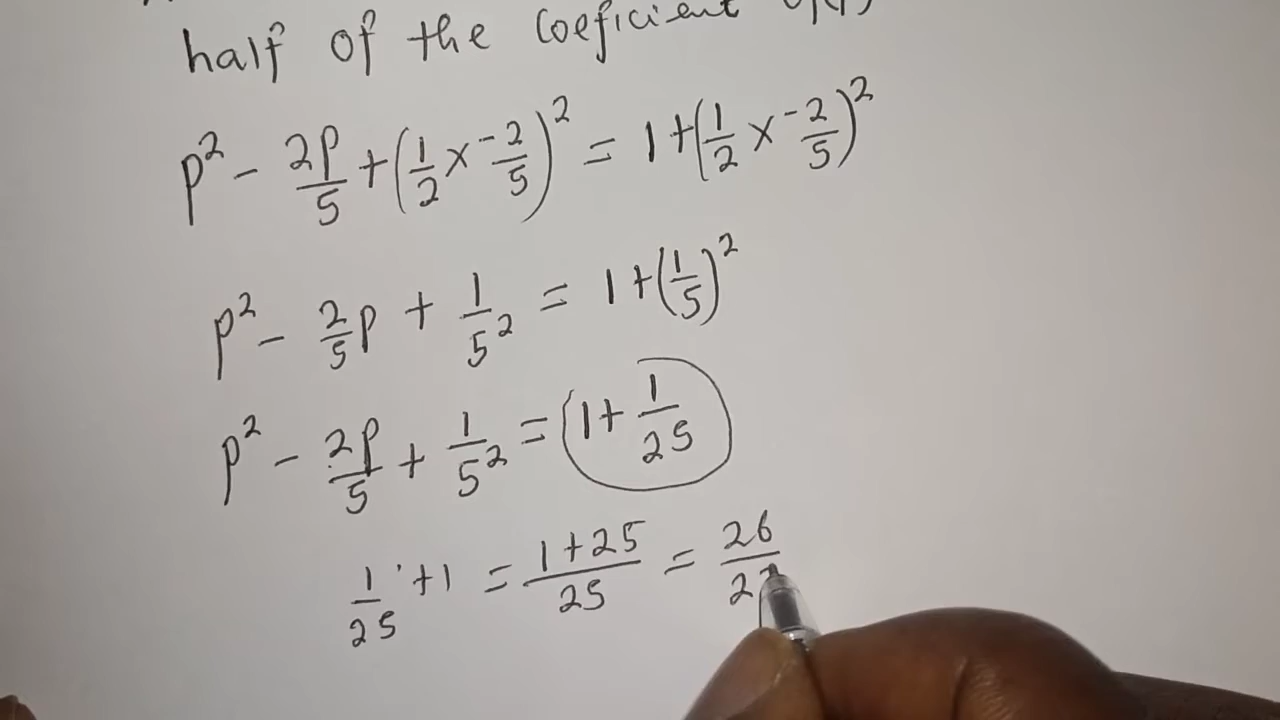 half of the Coeficient of
p² - 2p/5 + (1/2 × -2/5)² = 1 + (1/2 × -2/5)²
p² - 2/5 p + 1/5² = 1 + (1/5)²
p² - 2p/5 + 1/5² = (1 + 1/25)
1/25 + 1 = 1+25/25 = 26/2